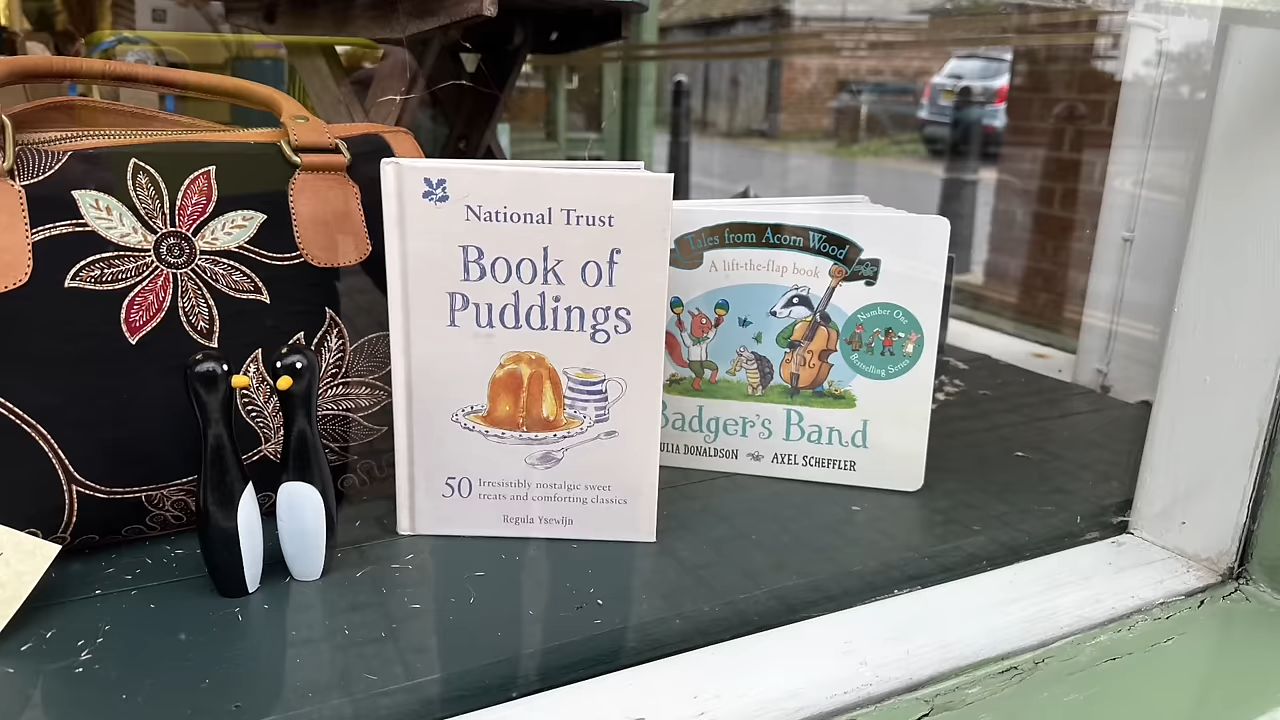 National Trust
Book of
Puddings
50 Irresistibly nostalgic sweet
treats and comforting classics
Regula Ysewijn
Tales from Acorn Wood
A lift-the-flap book
Number One
Bestselling Series
Badger's Band
JULIA DONALDSON AXEL SCHEFFLER